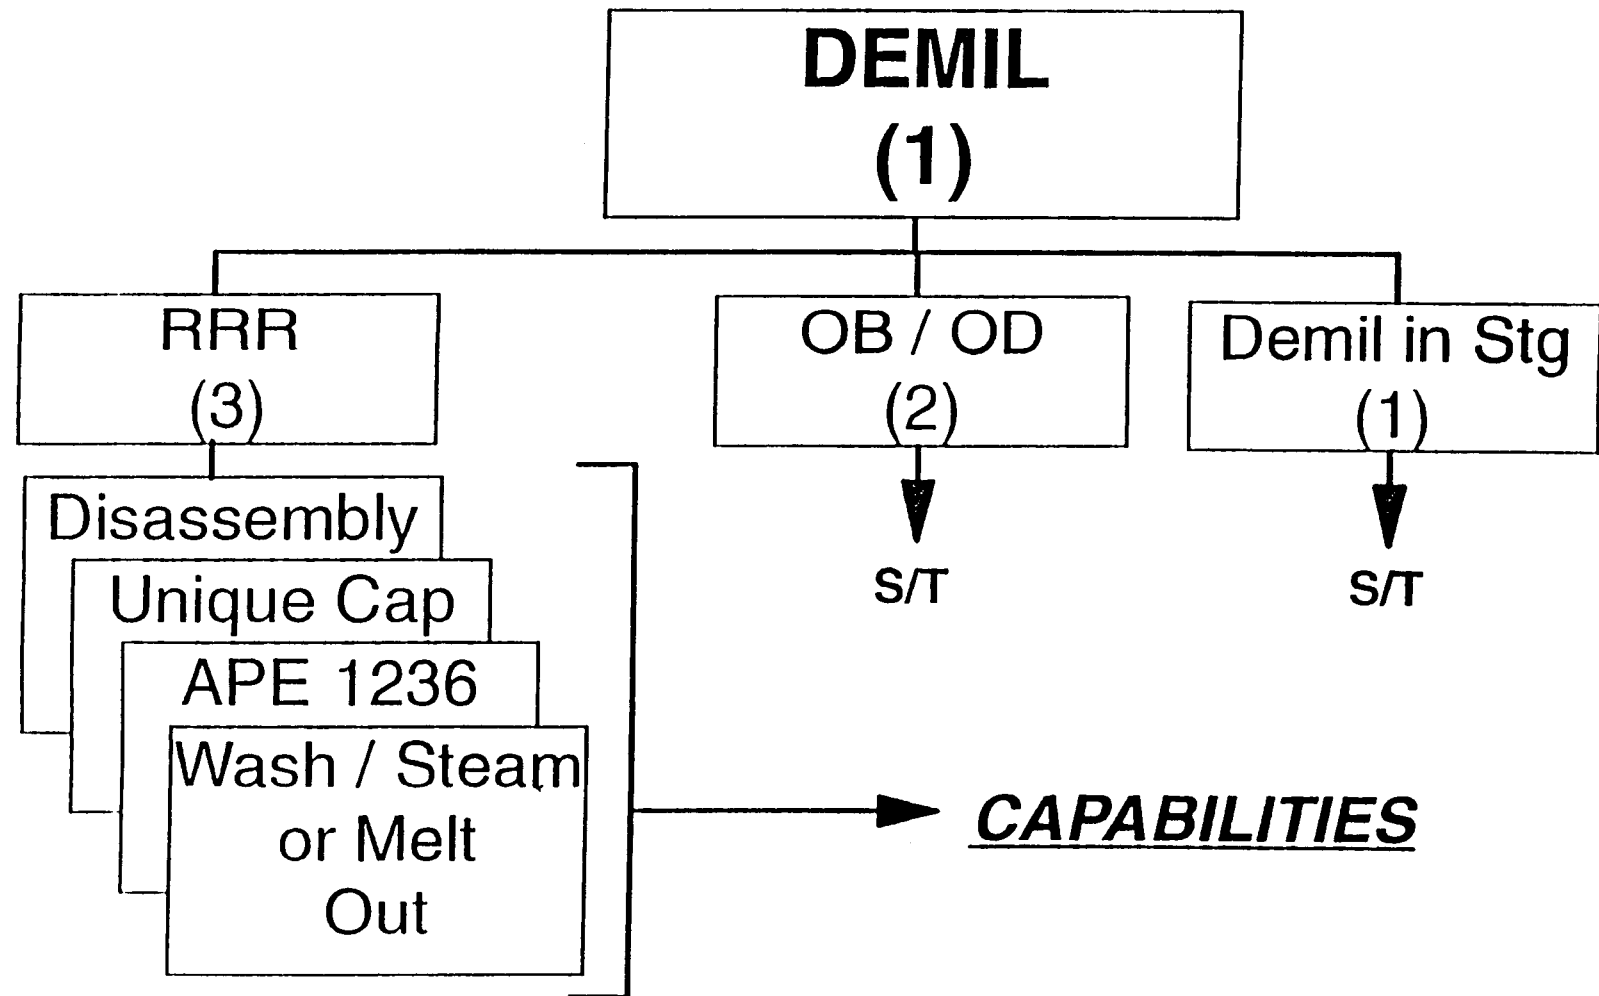 DEMIL
(1)
RRR
(3)
OB / OD
(2)
Demil in Stg
(1)
Disassembly
Unique Cap
APE 1236
Wash / Steam
or Melt
Out
S/T
S/T
CAPABILITIES